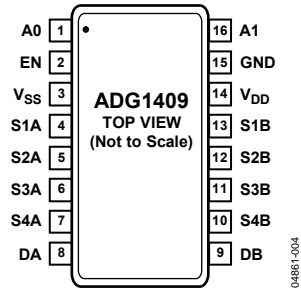 A0 1 16 A1
EN 2 15 GND
VSS 3 14 VDD
S1A 4 13 S1B
S2A 5 12 S2B
S3A 6 11 S3B
S4A 7 10 S4B
DA 8 9 DB
ADG1409
TOP VIEW
(Not to Scale)
04861-004